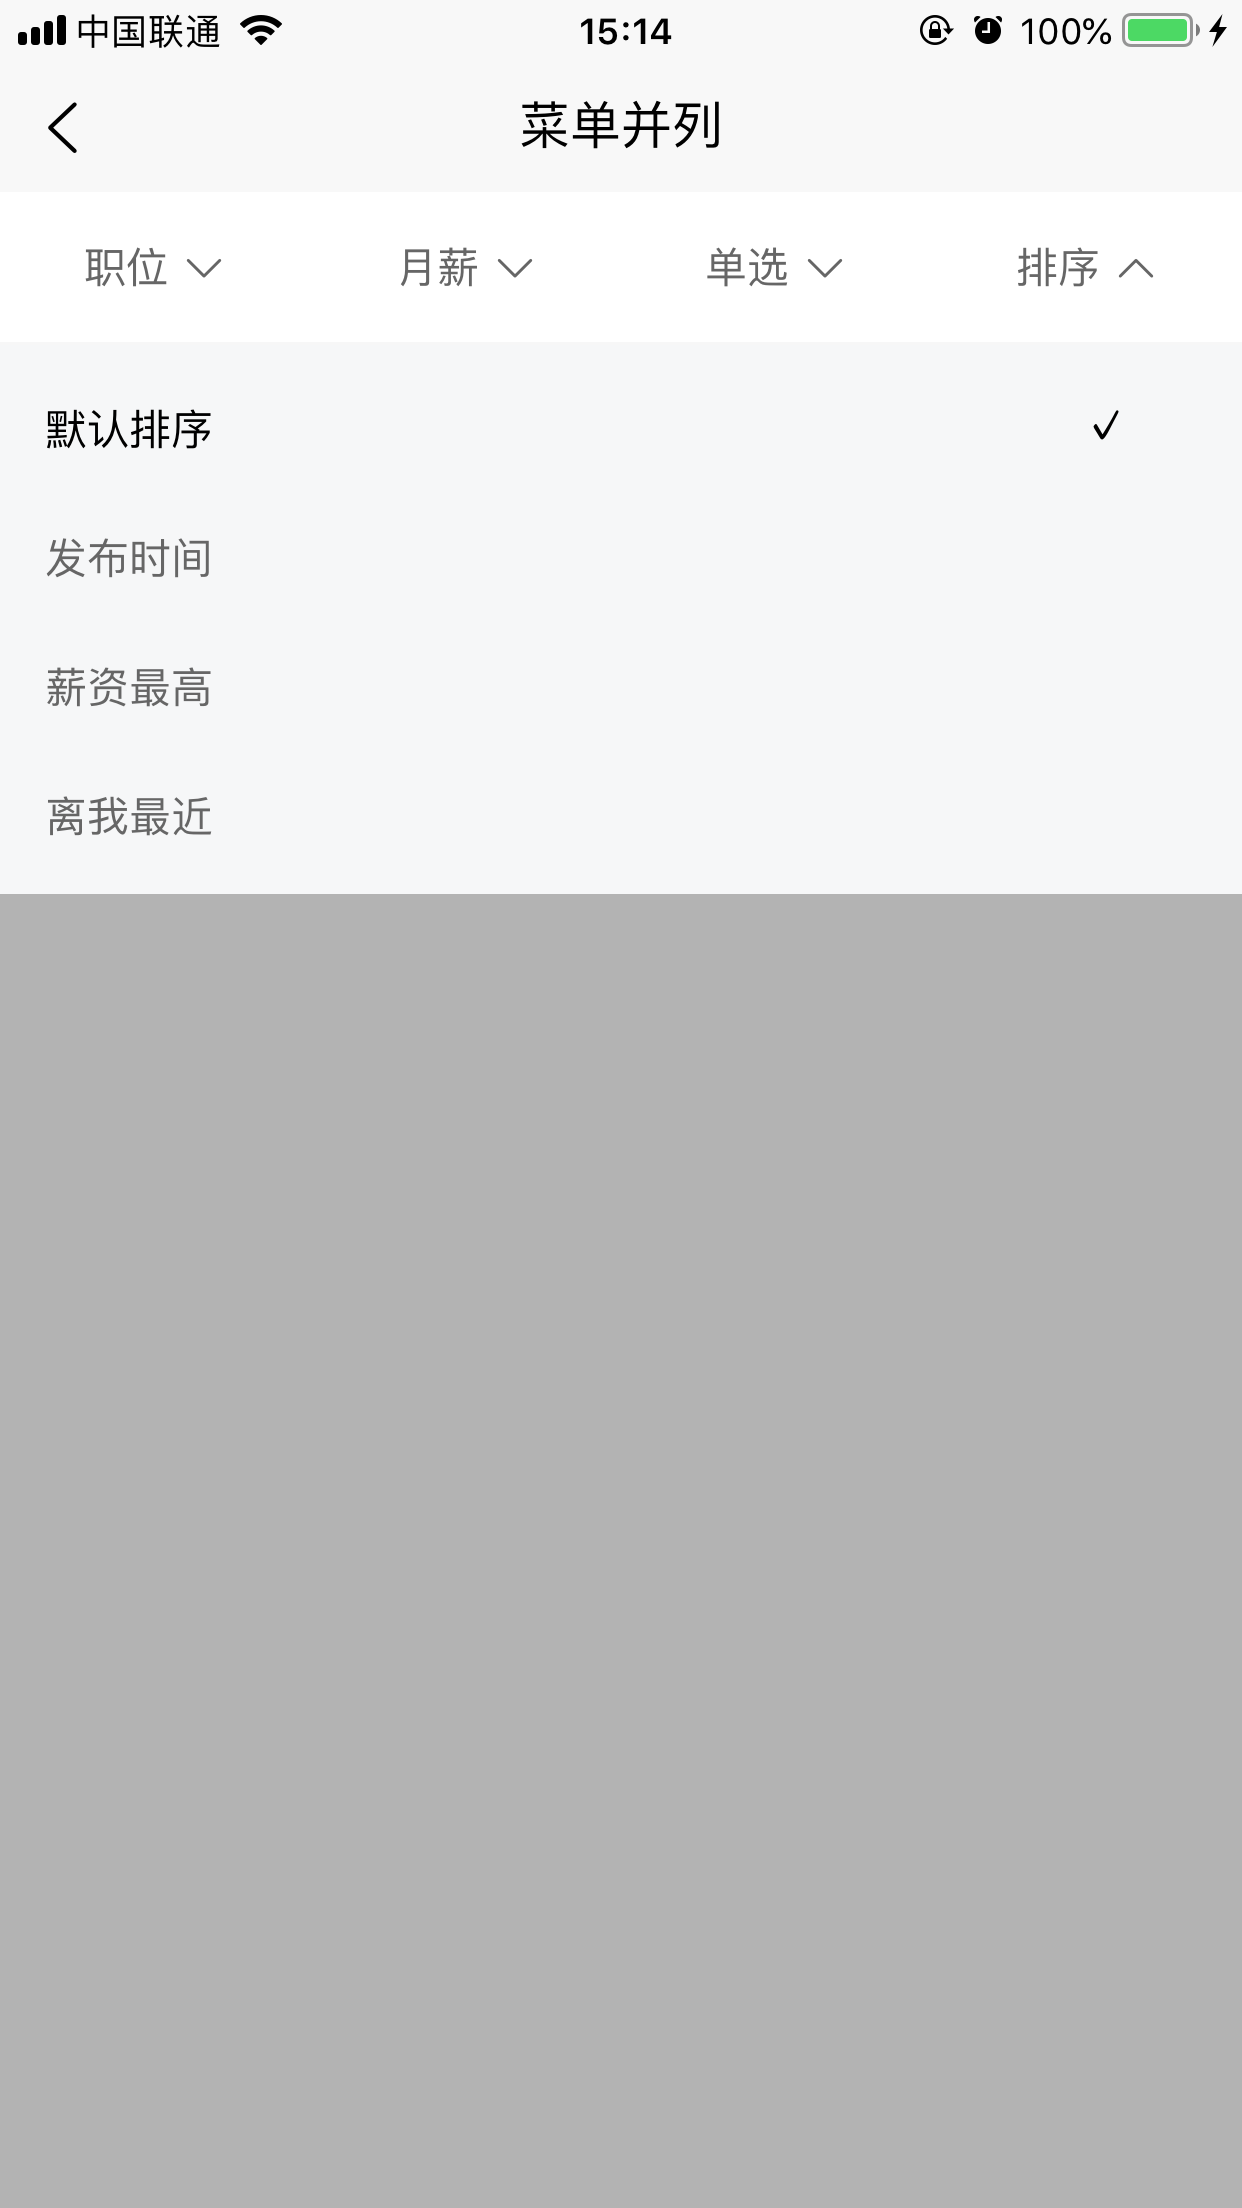 中国联通 15:14 100%
菜单并列
职位 月薪 单选 排序
默认排序
发布时间
薪资最高
离我最近